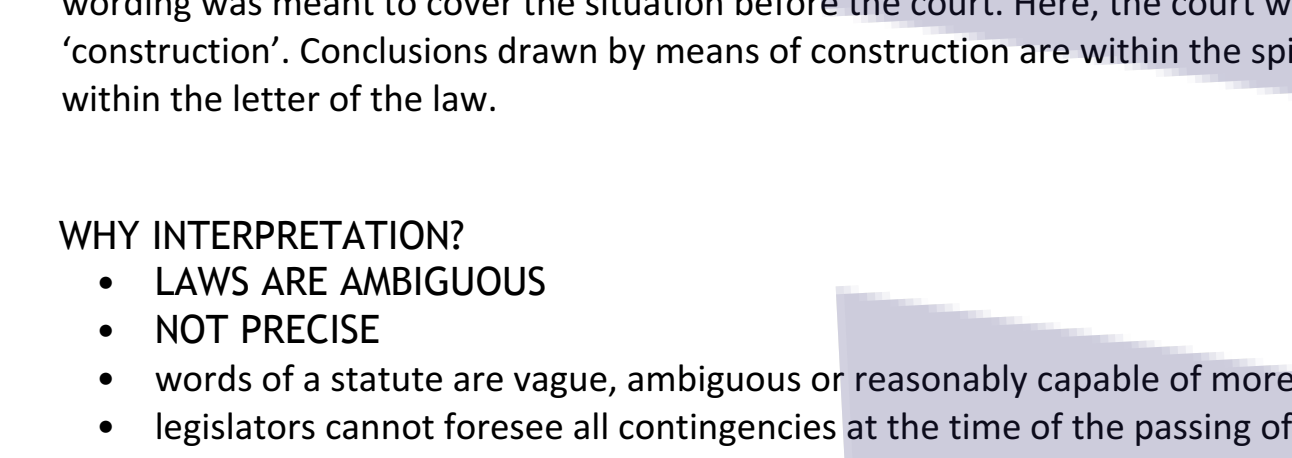 wording was meant to cover the situation before the court. Here, the court w
‘construction’. Conclusions drawn by means of construction are within the spi
within the letter of the law.
WHY INTERPRETATION?
• LAWS ARE AMBIGUOUS
• NOT PRECISE
• words of a statute are vague, ambiguous or reasonably capable of more
• legislators cannot foresee all contingencies at the time of the passing of